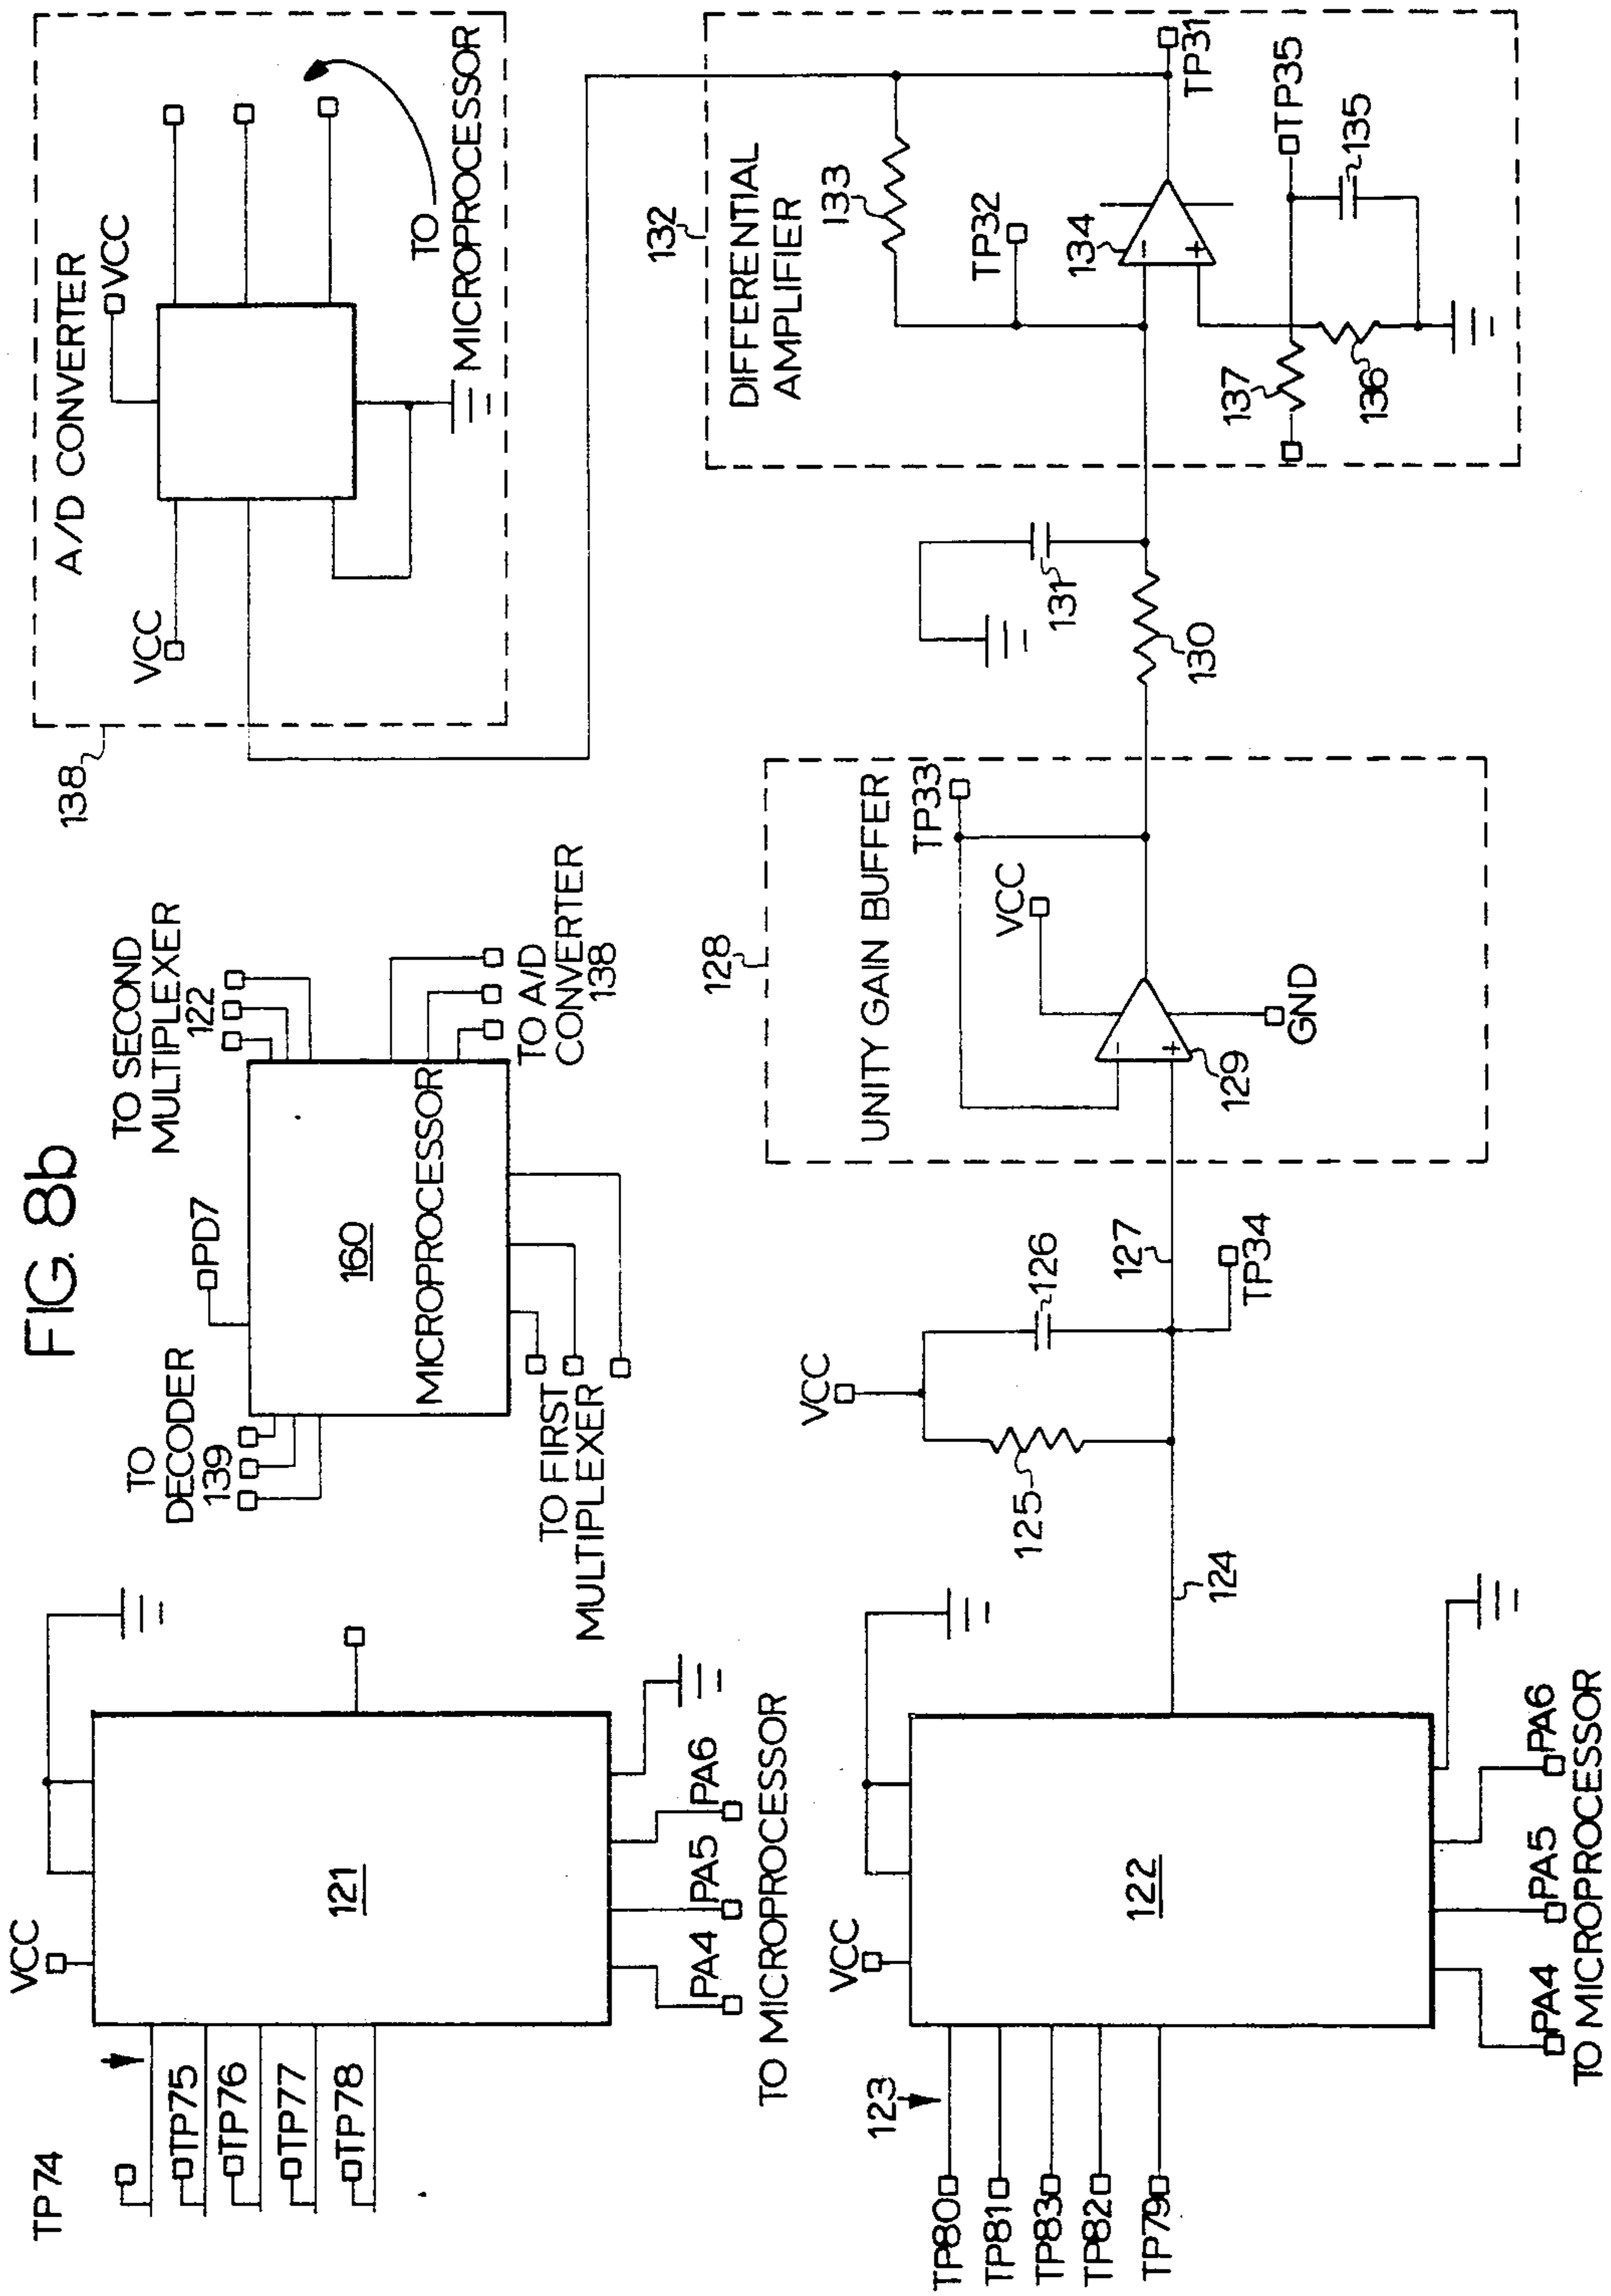 FIG. 8b
VCC
TP74
TP75
TP76
TP77
TP78
121
PA4
PA5
PA6
TO MICROPROCESSOR
TO
DECODER
139
PD7
TO SECOND
MULTIPLEXER
122
160
MICROPROCESSOR
TO FIRST
MULTIPLEXER
TO A/D
CONVERTER
138
138
A/D CONVERTER
VCC
VCC
TO
MICROPROCESSOR
VCC
123
TP80
TP81
TP83
TP82
TP79
122
PA4
PA5
PA6
TO MICROPROCESSOR
124
VCC
125
126
127
TP34
128
UNITY GAIN BUFFER
TP33
VCC
-
+
129
GND
130
131
132
DIFFERENTIAL
AMPLIFIER
133
TP32
134
-
+
TP31
137
136
TP35
135